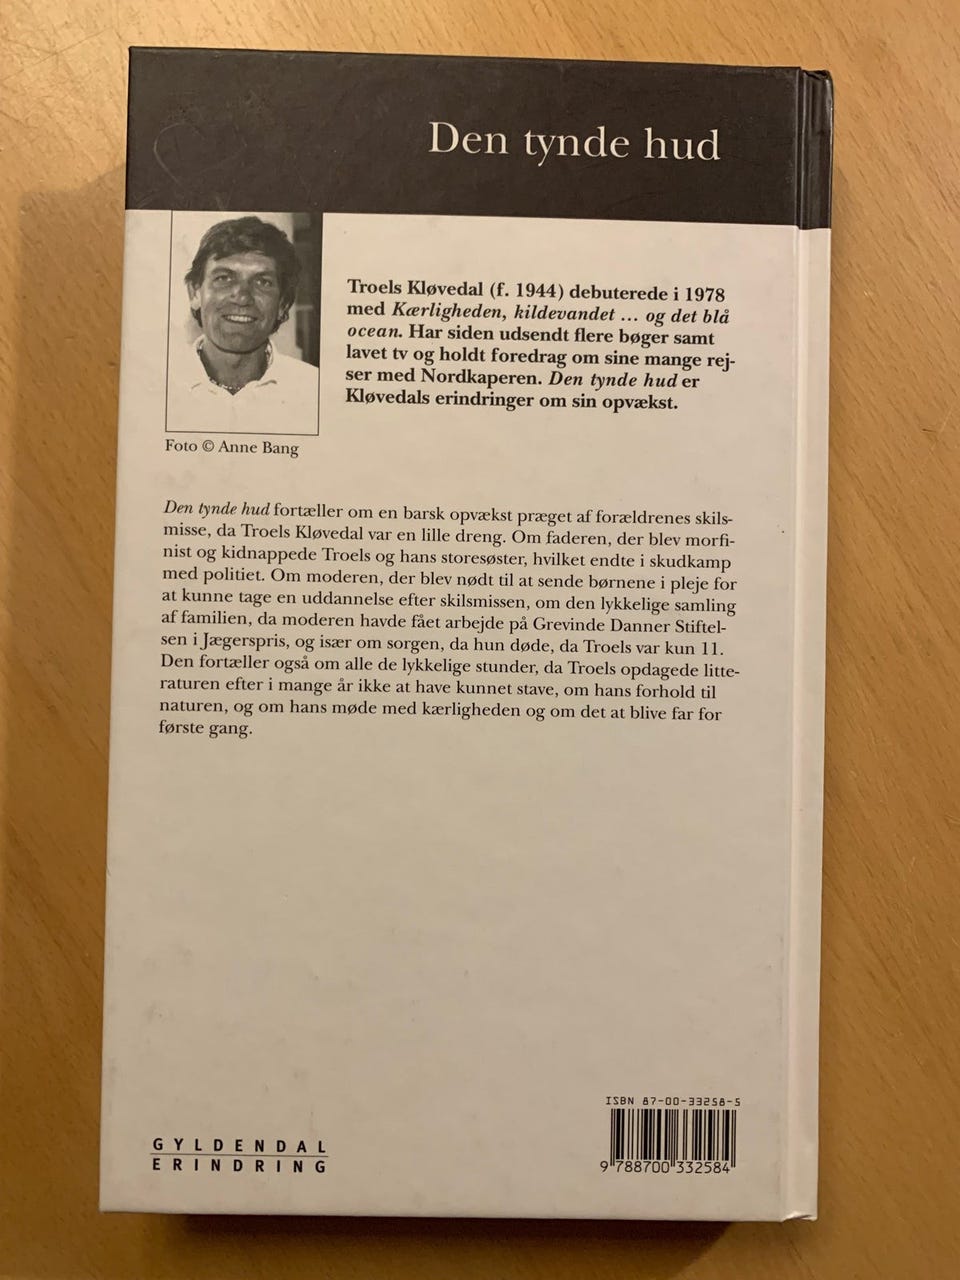 Den tynde hud
Troels Kløvedal (f. 1944) debuterede i 1978
med Kærligheden, kildevandet ... og det blå
ocean. Har siden udsendt flere bøger samt
lavet tv og holdt foredrag om sine mange rej-
ser med Nordkaperen. Den tynde hud er
Kløvedals erindringer om sin opvækst.
Foto © Anne Bang
Den tynde hud fortæller om en barsk opvækst præget af forældrenes skils-
misse, da Troels Kløvedal var en lille dreng. Om faderen, der blev morfi-
nist og kidnappede Troels og hans storesøster, hvilket endte i skudkamp
med politiet. Om moderen, der blev nødt til at sende børnene i pleje for
at kunne tage en uddannelse efter skilsmissen, om den lykkelige samling
af familien, da moderen havde fået arbejde på Grevinde Danner Stiftel-
sen i Jægerspris, og især om sorgen, da hun døde, da Troels var kun 11.
Den fortæller også om alle de lykkelige stunder, da Troels opdagede litte-
raturen efter i mange år ikke at have kunnet stave, om hans forhold til
naturen, og om hans møde med kærligheden og om det at blive far for
første gang.
ISBN 87-00-33258-5
9 788700 332584
GYLDENDAL
ERINDRING